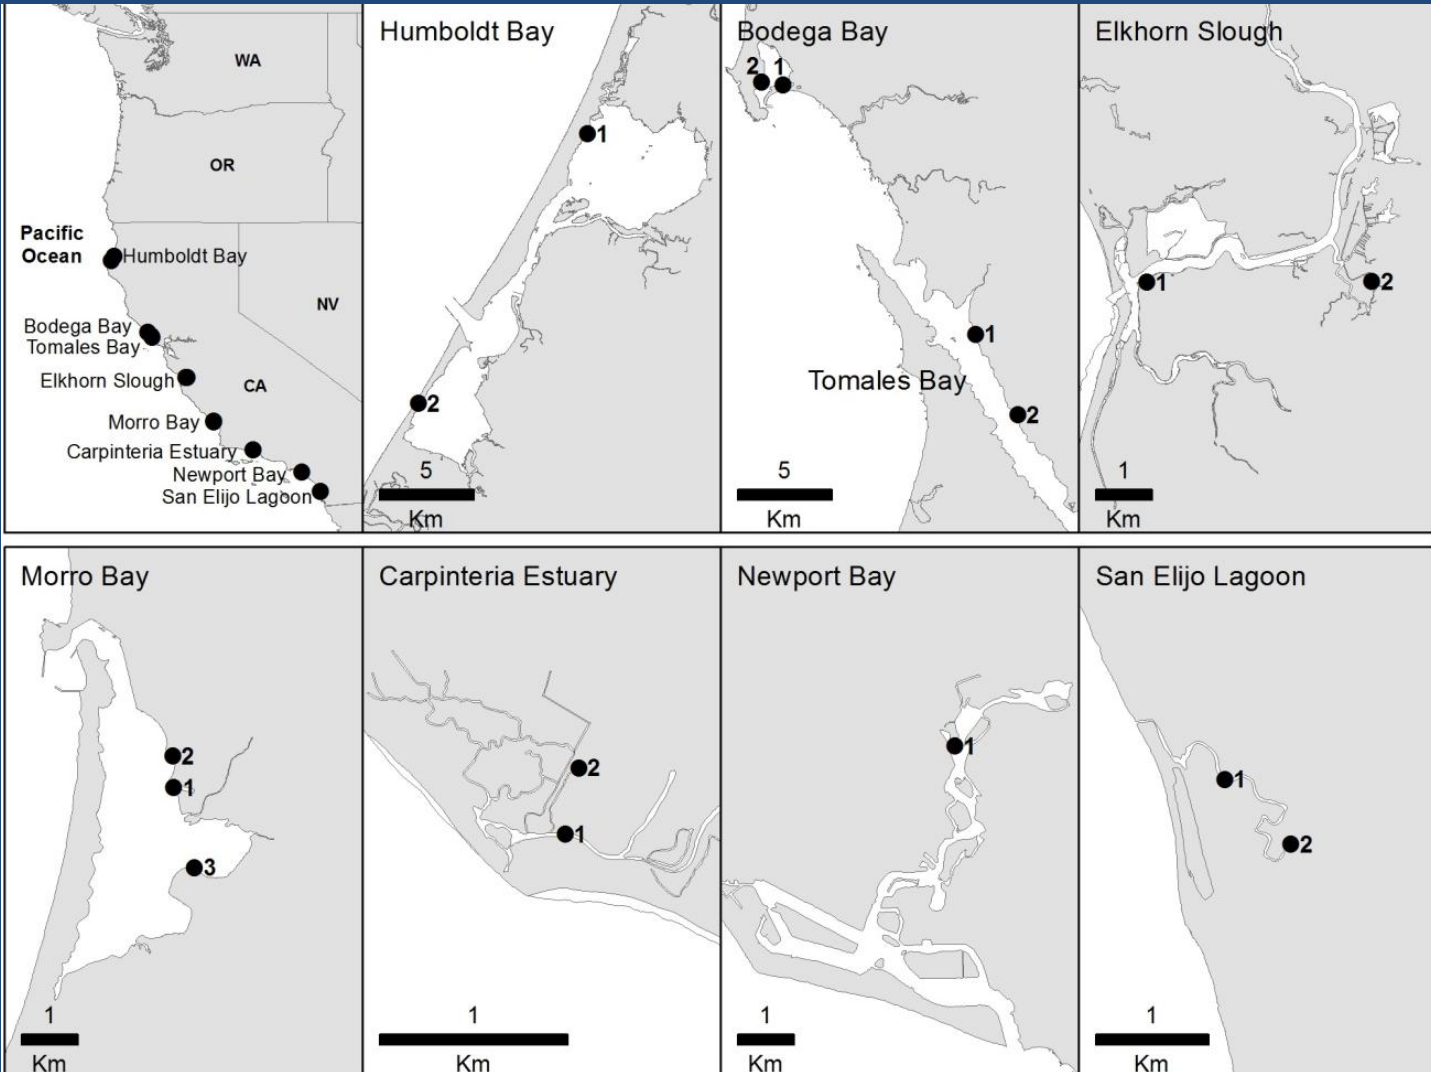 WA
OR
Pacific
Ocean
Humboldt Bay
NV
Bodega Bay
Tomales Bay
Elkhorn Slough
CA
Morro Bay
Carpinteria Estuary
Newport Bay
San Elijo Lagoon
Humboldt Bay
1
2
5
Km
Bodega Bay
2 1
1
Tomales Bay
2
5
Km
Elkhorn Slough
1
2
1
Km
Morro Bay
2
1
3
1
Km
Carpinteria Estuary
2
1
1
Km
Newport Bay
1
1
Km
San Elijo Lagoon
1
2
1
Km